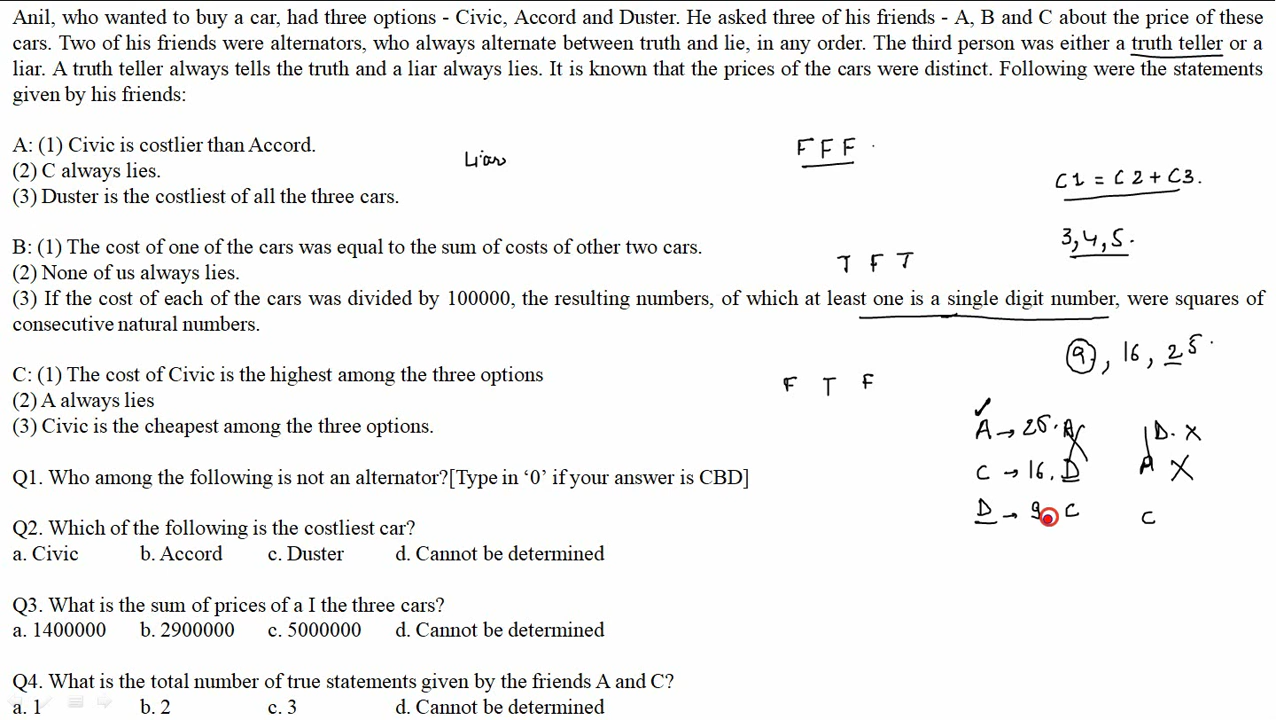 Anil, who wanted to buy a car, had three options - Civic, Accord and Duster. He asked three of his friends - A, B and C about the price of these
cars. Two of his friends were alternators, who always alternate between truth and lie, in any order. The third person was either a truth teller or a
liar. A truth teller always tells the truth and a liar always lies. It is known that the prices of the cars were distinct. Following were the statements
given by his friends:
A: (1) Civic is costlier than Accord.
(2) C always lies.
(3) Duster is the costliest of all the three cars.
Liar
F F F
C1 = C2 + C3.
3,4,5.
B: (1) The cost of one of the cars was equal to the sum of costs of other two cars.
(2) None of us always lies.
T F T
(3) If the cost of each of the cars was divided by 100000, the resulting numbers, of which at least one is a single digit number, were squares of
consecutive natural numbers.
9, 16, 25.
C: (1) The cost of Civic is the highest among the three options
(2) A always lies
(3) Civic is the cheapest among the three options.
F T F
A → 25. A D. X
C → 16. D A X
D → 9. C C
Q1. Who among the following is not an alternator?[Type in ‘0’ if your answer is CBD]
Q2. Which of the following is the costliest car?
a. Civic b. Accord c. Duster d. Cannot be determined
Q3. What is the sum of prices of a I the three cars?
a. 1400000 b. 2900000 c. 5000000 d. Cannot be determined
Q4. What is the total number of true statements given by the friends A and C?
a. 1 b. 2 c. 3 d. Cannot be determined